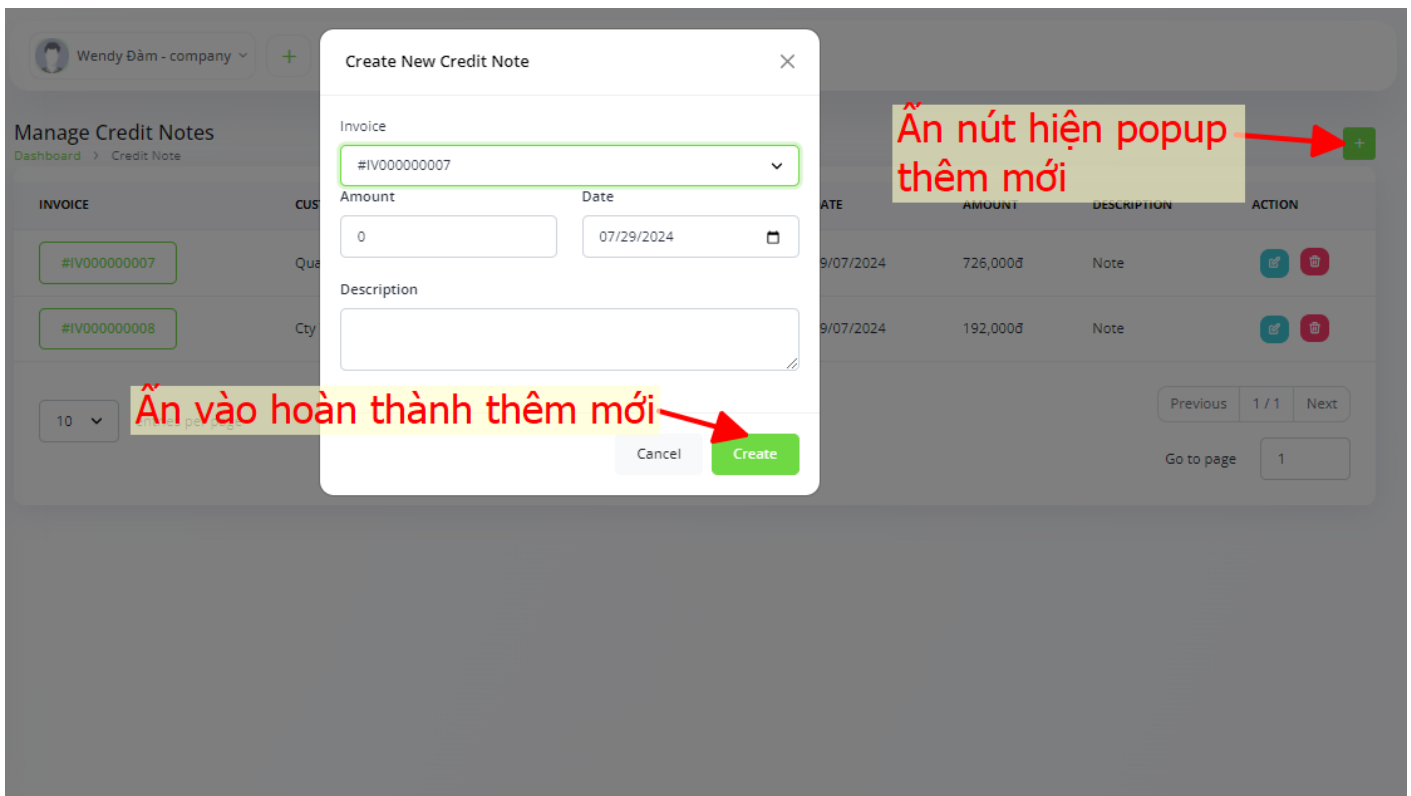 Wendy Đàm - company
Create New Credit Note
Manage Credit Notes
Dashboard > Credit Note
Invoice
#IV000000007
Amount
Date
0
07/29/2024
Description
Cancel
Create
Ấn nút hiện popup
thêm mới
Ấn vào hoàn thành thêm mới
INVOICE
AMOUNT
DESCRIPTION
ACTION
#IV000000007
9/07/2024
726,000đ
Note
#IV000000008
Cty
9/07/2024
192,000đ
Note
10
entries per page
Previous
1 / 1
Next
Go to page
1